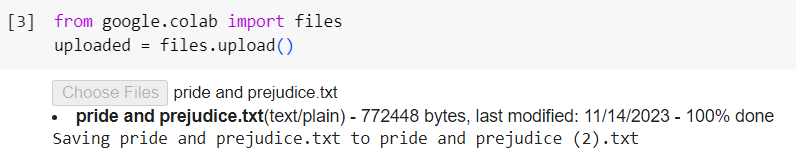 [3] from google.colab import files
uploaded = files.upload()
Choose Files pride and prejudice.txt
• pride and prejudice.txt(text/plain) - 772448 bytes, last modified: 11/14/2023 - 100% done
Saving pride and prejudice.txt to pride and prejudice (2).txt